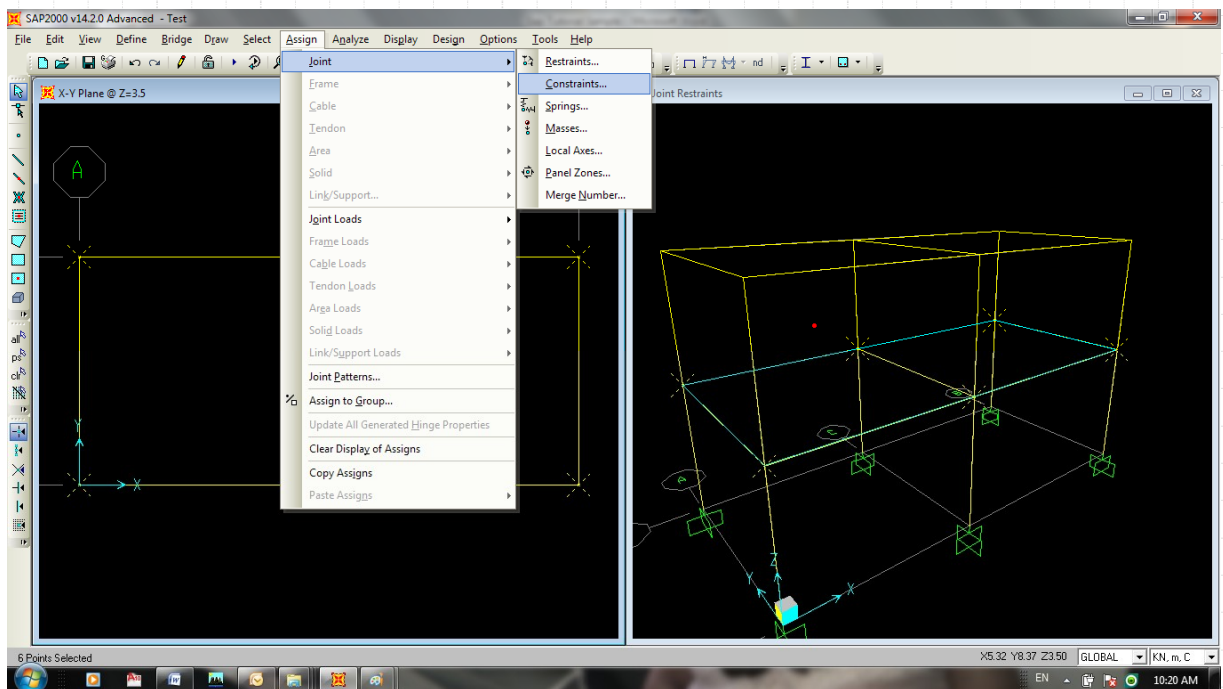 SAP2000 v14.2.0 Advanced - Test
File Edit View Define Bridge Draw Select Assign Analyze Display Design Options Tools Help
nd
X-Y Plane @ Z=3.5
Joint Restraints
Joint
Frame
Cable
Tendon
Area
Solid
Link/Support...
Joint Loads
Frame Loads
Cable Loads
Tendon Loads
Area Loads
Solid Loads
Link/Support Loads
Joint Patterns...
Assign to Group...
Update All Generated Hinge Properties
Clear Display of Assigns
Copy Assigns
Paste Assigns
Restraints...
Constraints...
Springs...
Masses...
Local Axes...
Panel Zones...
Merge Number...
all
ps
clr
A
Y
X
A
C
B
Z
Y
X
6 Points Selected
X5.32 Y8.37 Z3.50 GLOBAL KN, m, C
EN 10:20 AM